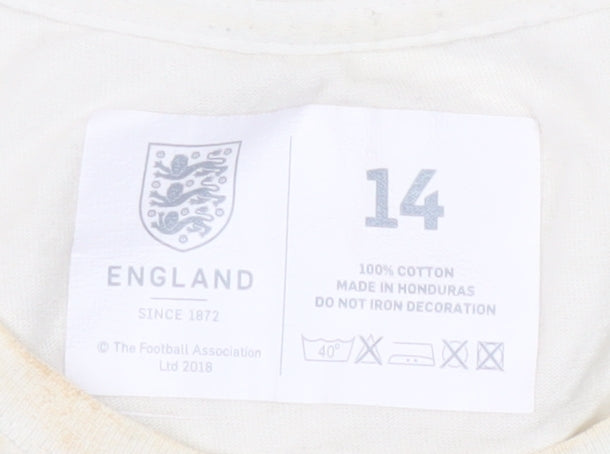 ENGLAND
SINCE 1872
© The Football Association
Ltd 2018
14
100% COTTON
MADE IN HONDURAS
DO NOT IRON DECORATION
40°